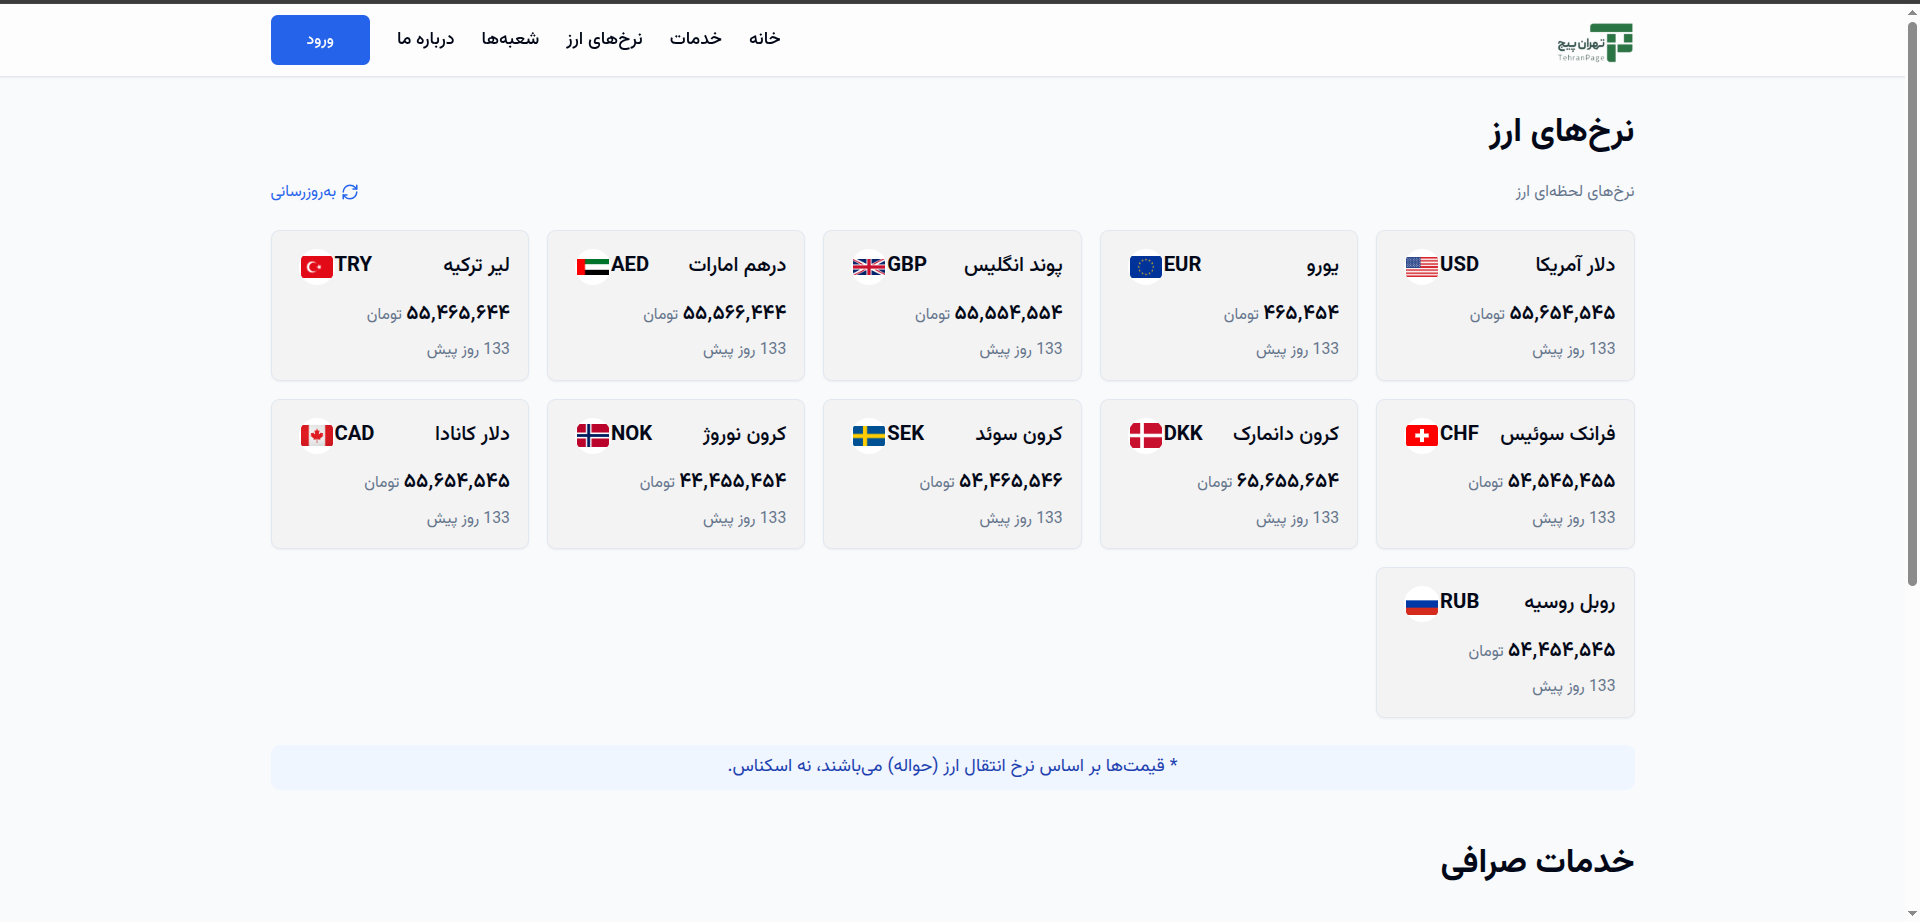 تهران پیج
TehranPage
خانه
خدمات
نرخ‌های ارز
شعبه‌ها
درباره ما
ورود
نرخ‌های ارز
نرخ‌های لحظه‌ای ارز
به‌روزرسانی
دلار آمریکا USD
۵۵,۶۵۴,۵۴۵ تومان
133 روز پیش
یورو EUR
۴۶۵,۴۵۴ تومان
133 روز پیش
پوند انگلیس GBP
۵۵,۵۵۴,۵۵۴ تومان
133 روز پیش
درهم امارات AED
۵۵,۵۶۶,۴۴۴ تومان
133 روز پیش
لیر ترکیه TRY
۵۵,۴۶۵,۶۴۴ تومان
133 روز پیش
فرانک سوئیس CHF
۵۴,۵۴۵,۴۵۵ تومان
133 روز پیش
کرون دانمارک DKK
۶۵,۶۵۵,۶۵۴ تومان
133 روز پیش
کرون سوئد SEK
۵۴,۴۶۵,۵۴۶ تومان
133 روز پیش
کرون نوروژ NOK
۴۴,۴۵۵,۴۵۴ تومان
133 روز پیش
دلار کانادا CAD
۵۵,۶۵۴,۵۴۵ تومان
133 روز پیش
روبل روسیه RUB
۵۴,۴۵۴,۵۴۵ تومان
133 روز پیش
* قیمت‌ها بر اساس نرخ انتقال ارز (حواله) می‌باشند، نه اسکناس.
خدمات صرافی